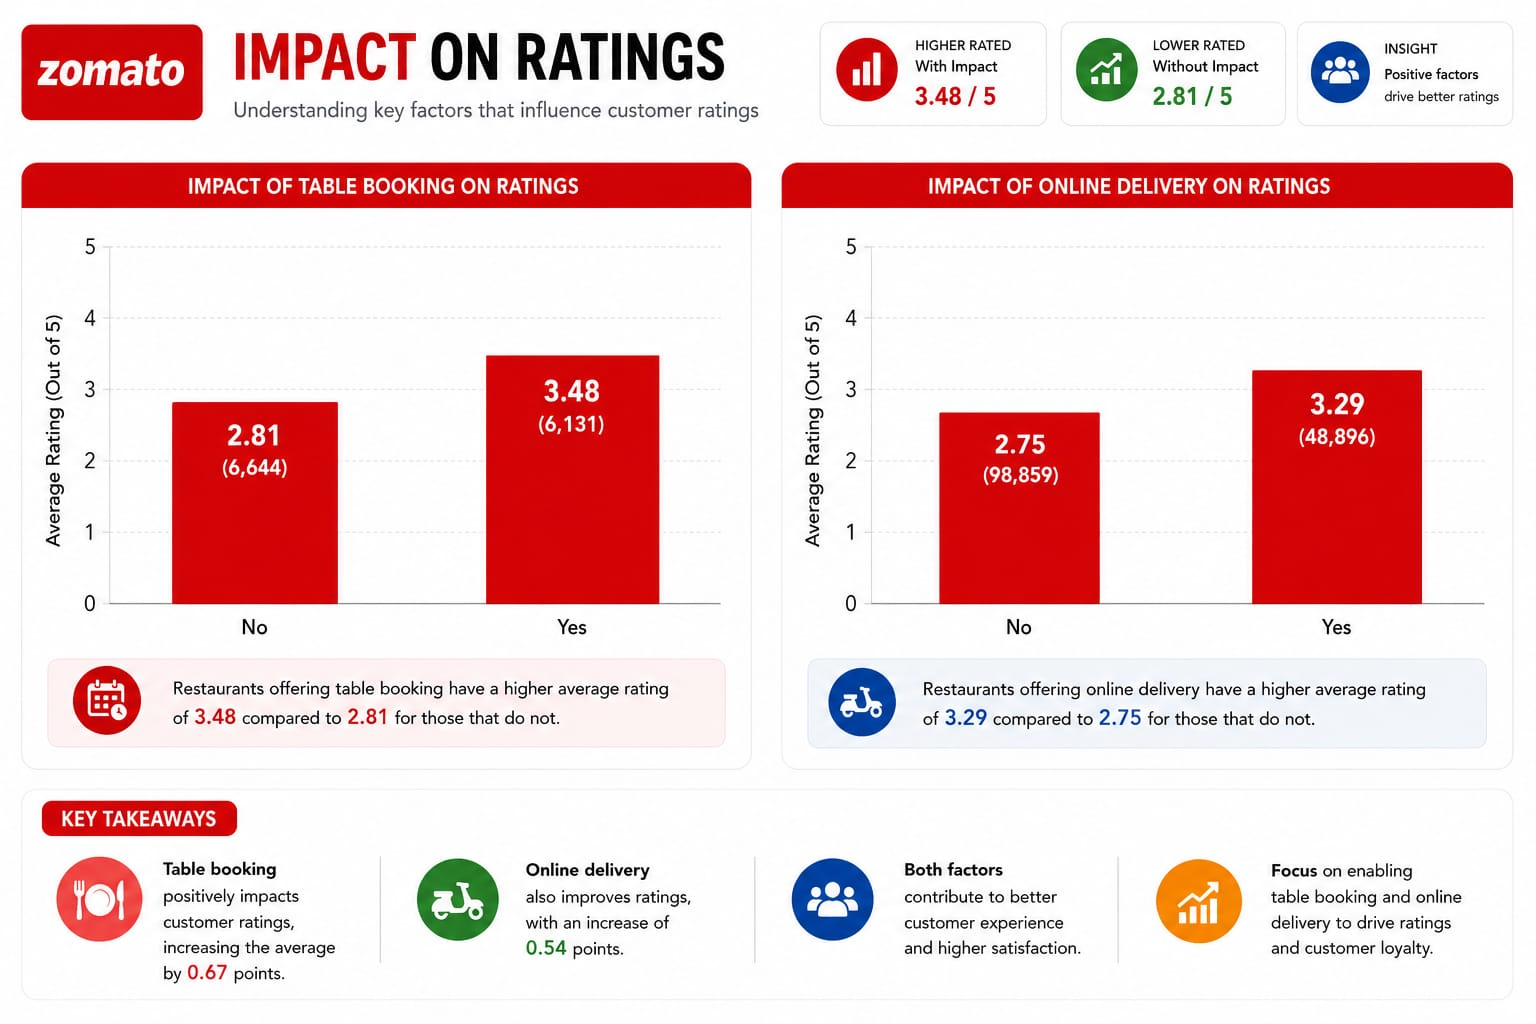 zomato
IMPACT ON RATINGS
Understanding key factors that influence customer ratings
HIGHER RATED
With Impact
3.48 / 5
LOWER RATED
Without Impact
2.81 / 5
INSIGHT
Positive factors
drive better ratings
IMPACT OF TABLE BOOKING ON RATINGS
Average Rating (Out of 5)
5
4
3
2
1
0
2.81
(6,644)
3.48
(6,131)
No
Yes
Restaurants offering table booking have a higher average rating
of 3.48 compared to 2.81 for those that do not.
IMPACT OF ONLINE DELIVERY ON RATINGS
Average Rating (Out of 5)
5
4
3
2
1
0
2.75
(98,859)
3.29
(48,896)
No
Yes
Restaurants offering online delivery have a higher average rating
of 3.29 compared to 2.75 for those that do not.
KEY TAKEAWAYS
Table booking
positively impacts
customer ratings,
increasing the average
by 0.67 points.
Online delivery
also improves ratings,
with an increase of
0.54 points.
Both factors
contribute to better
customer experience
and higher satisfaction.
Focus on enabling
table booking and online
delivery to drive ratings
and customer loyalty.